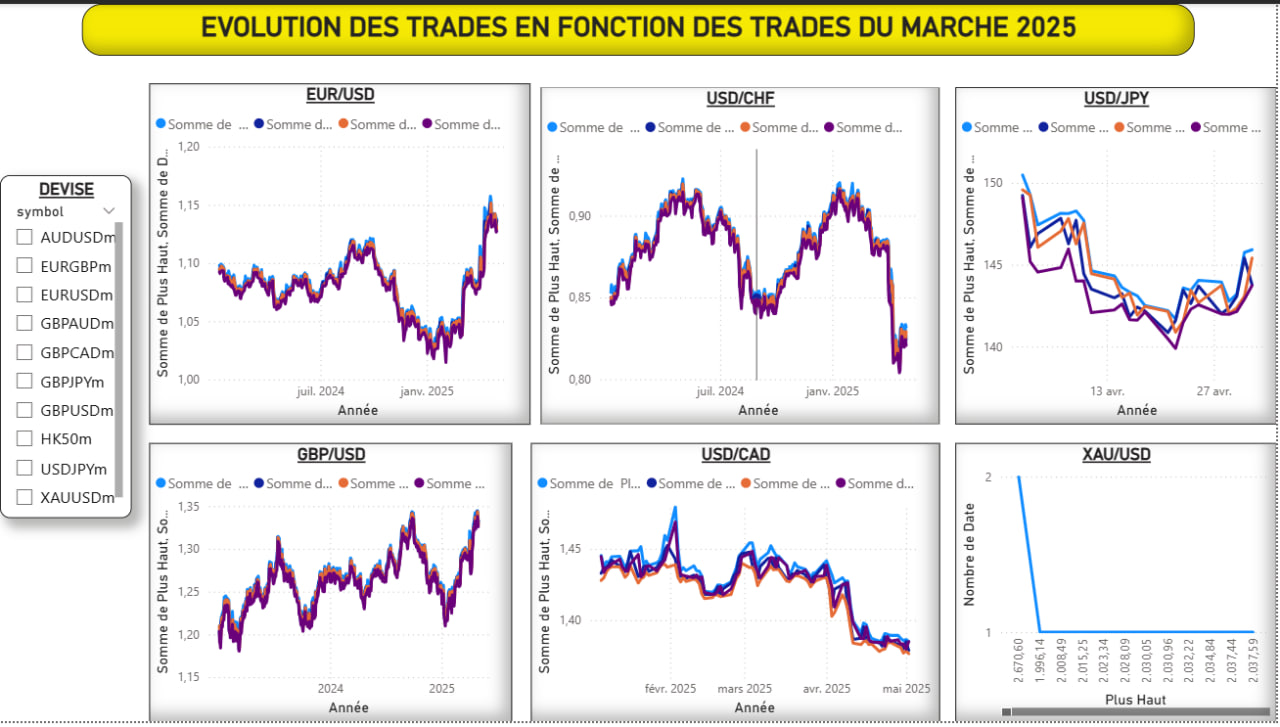 EVOLUTION DES TRADES EN FONCTION DES TRADES DU MARCHE 2025
DEVISE
symbol
AUDUSDm
EURGBPm
EURUSDm
GBPAUDm
GBPCADm
GBPJPYm
GBPUSDm
HK50m
USDJPYm
XAUUSDm
EUR/USD
Somme de ... Somme d... Somme d... Somme d...
Somme de Plus Haut, Somme de D...
1,20
1,15
1,10
1,05
1,00
juil. 2024 janv. 2025
Année
USD/CHF
Somme de ... Somme de ... Somme d... Somme d...
Somme de Plus Haut, Somme de ...
0,90
0,85
0,80
juil. 2024 janv. 2025
Année
USD/JPY
Somme ... Somme ... Somme ... Somme ...
Somme de Plus Haut, Somme de ...
150
145
140
13 avr. 27 avr.
Année
GBP/USD
Somme de ... Somme de ... Somme ... Somme ...
Somme de Plus Haut, So...
1,35
1,30
1,25
1,20
1,15
2024 2025
Année
USD/CAD
Somme de Pl... Somme de ... Somme de ... Somme d...
Somme de Plus Haut, So...
1,45
1,40
févr. 2025 mars 2025 avr. 2025 mai 2025
Année
XAU/USD
Nombre de Date
2
1
2.670,60
1.996,14
2.008,49
2.015,25
2.023,34
2.028,09
2.030,05
2.030,96
2.032,22
2.034,84
2.037,44
2.037,59
Plus Haut